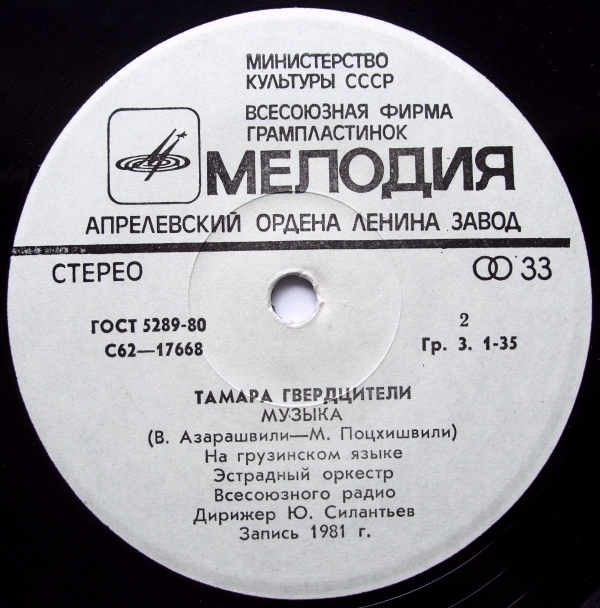 МИНИСТЕРСТВО
КУЛЬТУРЫ СССР
ВСЕСОЮЗНАЯ ФИРМА
ГРАМПЛАСТИНОК
МЕЛОДИЯ
АПРЕЛЕВСКИЙ ОРДЕНА ЛЕНИНА ЗАВОД
СТЕРЕО 33
ГОСТ 5289-80 2
С62—17668 Гр. 3. 1-35
ТАМАРА ГВЕРДЦИТЕЛИ
МУЗЫКА
(В. Азарашвили—М. Поцхишвили)
На грузинском языке
Эстрадный оркестр
Всесоюзного радио
Дирижер Ю. Силантьев
Запись 1981 г.